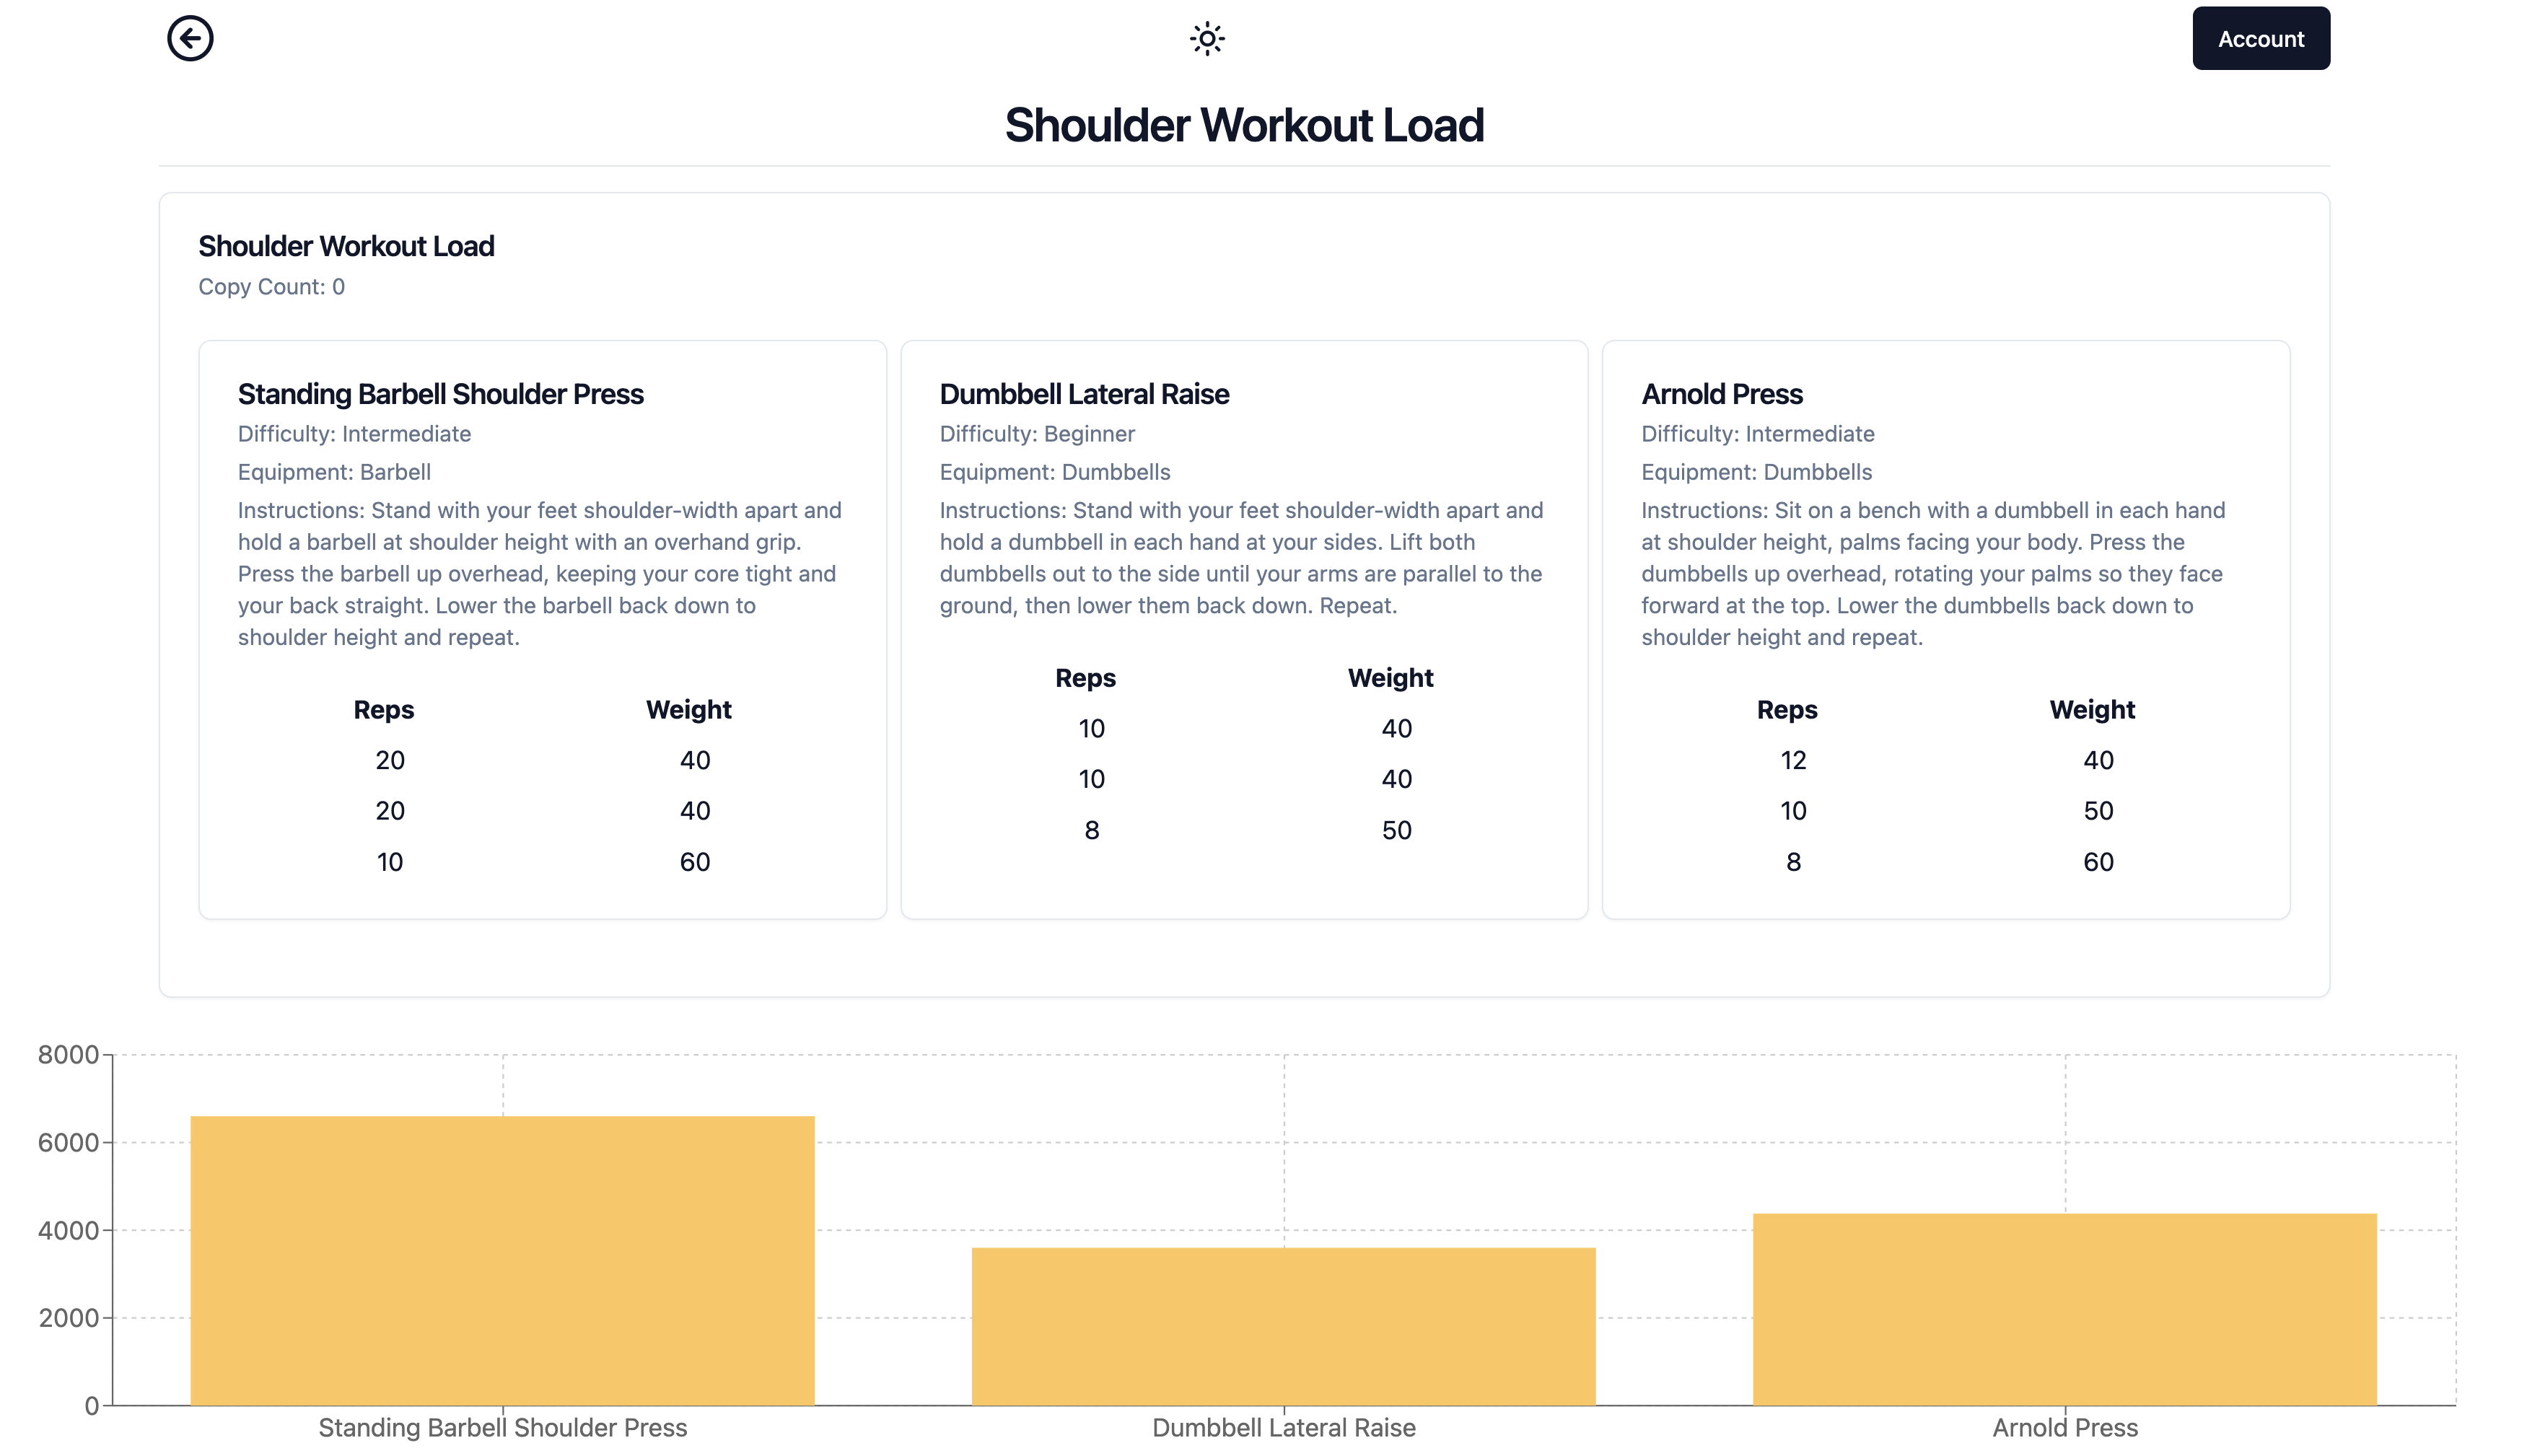 Account
Shoulder Workout Load
Shoulder Workout Load
Copy Count: 0
Standing Barbell Shoulder Press
Difficulty: Intermediate
Equipment: Barbell
Instructions: Stand with your feet shoulder-width apart and
hold a barbell at shoulder height with an overhand grip.
Press the barbell up overhead, keeping your core tight and
your back straight. Lower the barbell back down to
shoulder height and repeat.
Reps Weight
20 40
20 40
10 60
Dumbbell Lateral Raise
Difficulty: Beginner
Equipment: Dumbbells
Instructions: Stand with your feet shoulder-width apart and
hold a dumbbell in each hand at your sides. Lift both
dumbbells out to the side until your arms are parallel to the
ground, then lower them back down. Repeat.
Reps Weight
10 40
10 40
8 50
Arnold Press
Difficulty: Intermediate
Equipment: Dumbbells
Instructions: Sit on a bench with a dumbbell in each hand
at shoulder height, palms facing your body. Press the
dumbbells up overhead, rotating your palms so they face
forward at the top. Lower the dumbbells back down to
shoulder height and repeat.
Reps Weight
12 40
10 50
8 60
8000
6000
4000
2000
0
Standing Barbell Shoulder Press Dumbbell Lateral Raise Arnold Press